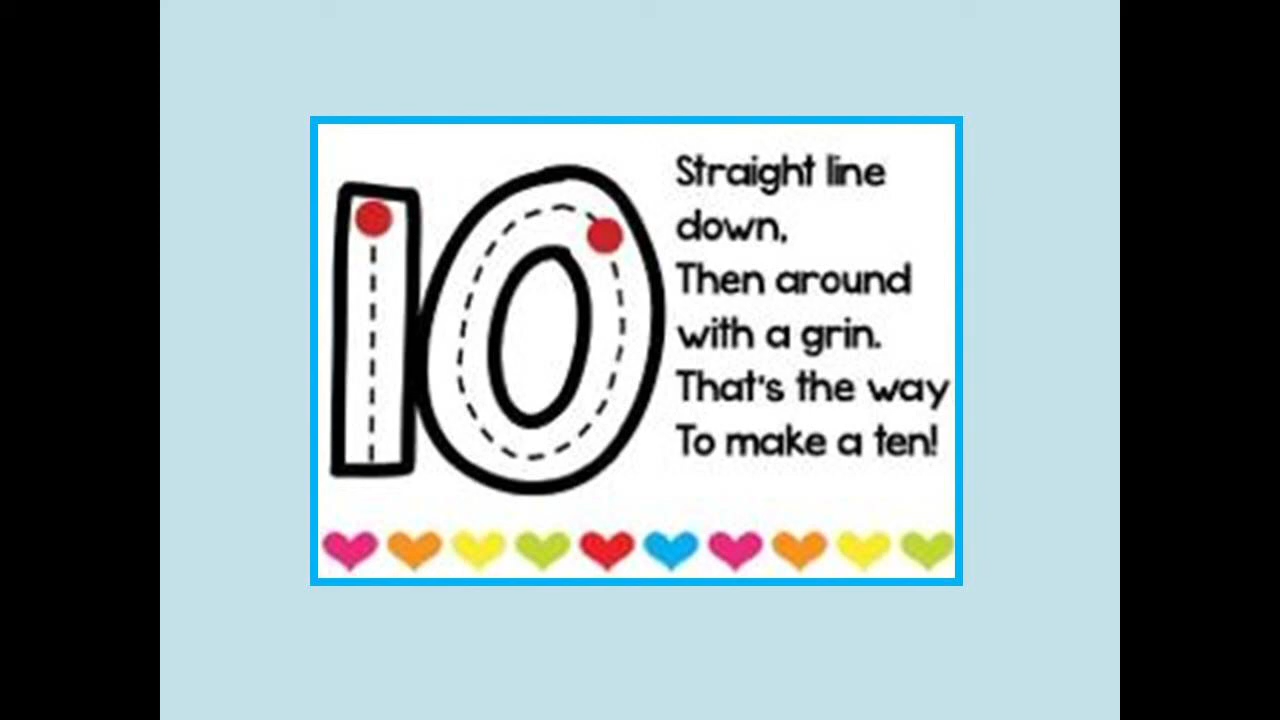 10
Straight line
down,
Then around
with a grin.
That's the way
To make a ten!